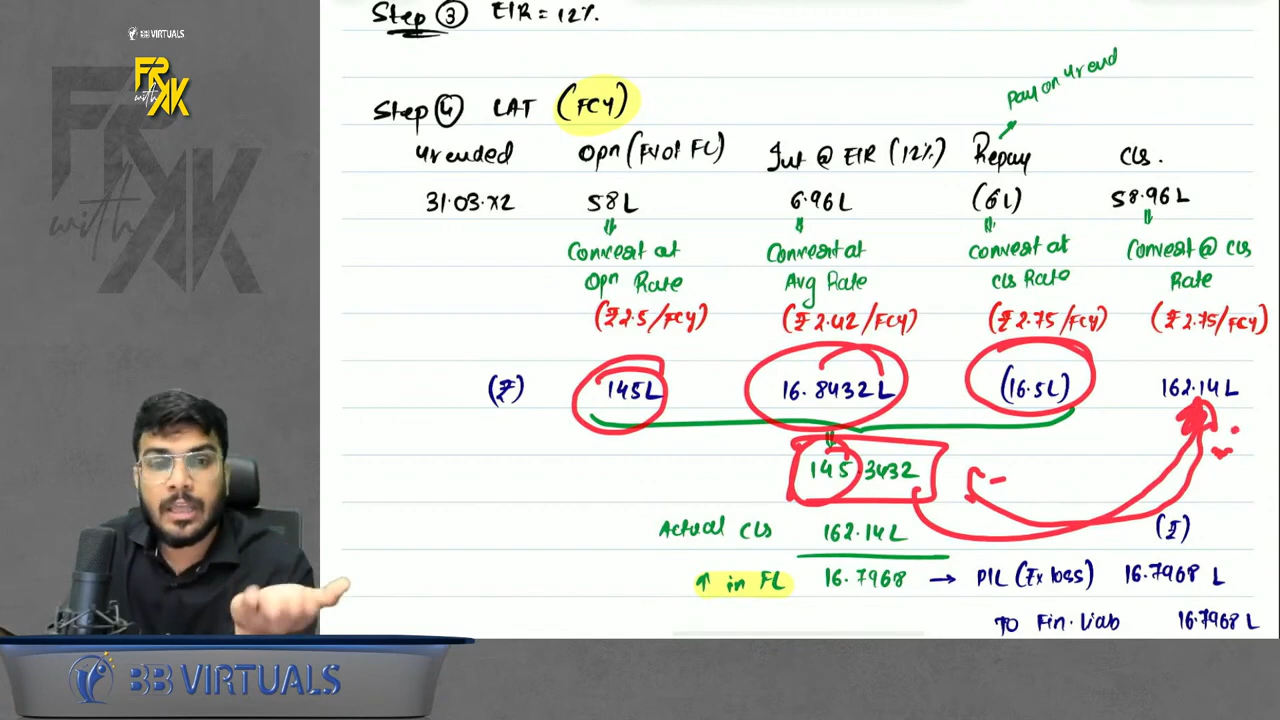 BB VIRTUALS
FR
with
AK
FR
with
AK
Step ③ EIR = 12%.
Step ④ LAT (FCY)
Pay on yr end
yr ended Opn (FV of FL) Int @ EIR (12%) Repay Cls.
31.03.X2 58L 6.96L (6L) 58.96L
Convert at Convert at convert at Convert @ Cls
Opn Rate Avg Rate Cls Rate Rate
(₹2.5/FCY) (₹2.42/FCY) (₹2.75/FCY) (₹2.75/FCY)
(₹) 145L 16.8432L (16.5L) 162.14L
145.3432
Actual Cls 162.14L (₹)
↑ in FL 16.7968 → P/L (Ex loss) 16.7968 L
To Fin. Liab 16.7968 L
BB VIRTUALS